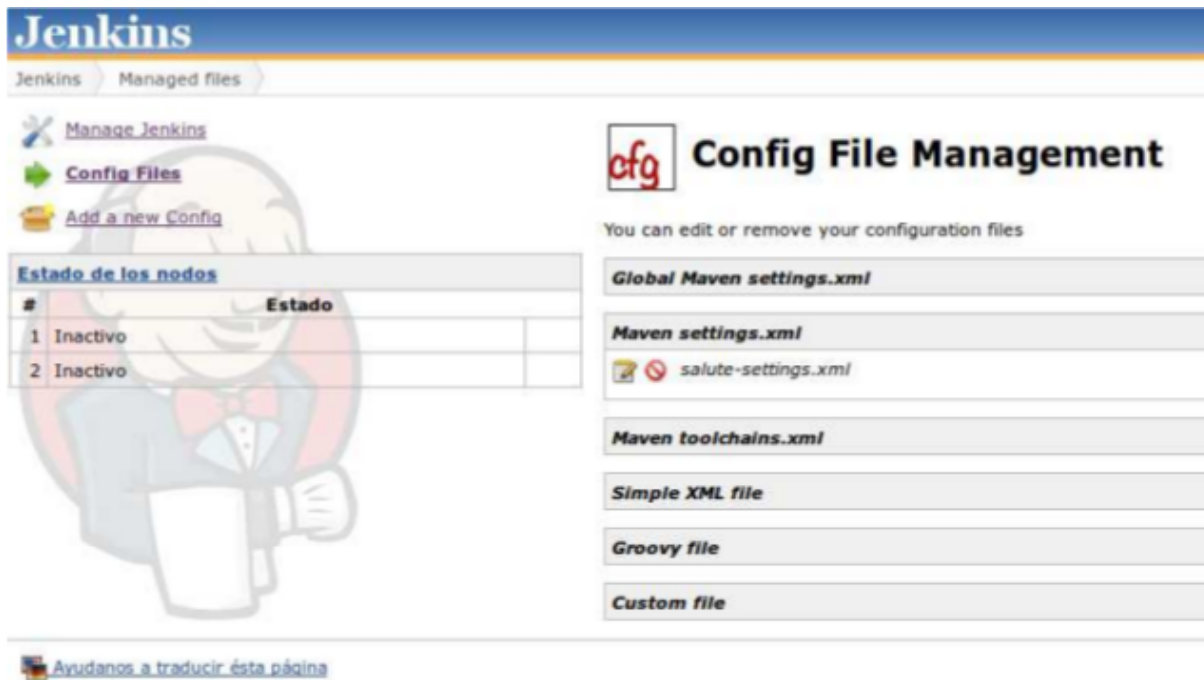 Jenkins
Jenkins Managed files
Manage Jenkins
Config Files
Add a new Config
Estado de los nodos
# Estado
1 Inactivo
2 Inactivo
cfg
Config File Management
You can edit or remove your configuration files
Global Maven settings.xml
Maven settings.xml
salute-settings.xml
Maven toolchains.xml
Simple XML file
Groovy file
Custom file
Ayudanos a traducir ésta página